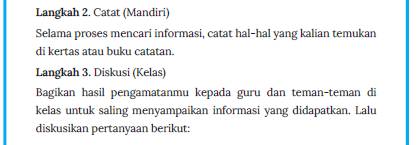 Langkah 2. Catat (Mandiri)
Selama proses mencari informasi, catat hal-hal yang kalian temukan
di kertas atau buku catatan.
Langkah 3. Diskusi (Kelas)
Bagikan hasil pengamatanmu kepada guru dan teman-teman di
kelas untuk saling menyampaikan informasi yang didapatkan. Lalu
diskusikan pertanyaan berikut: